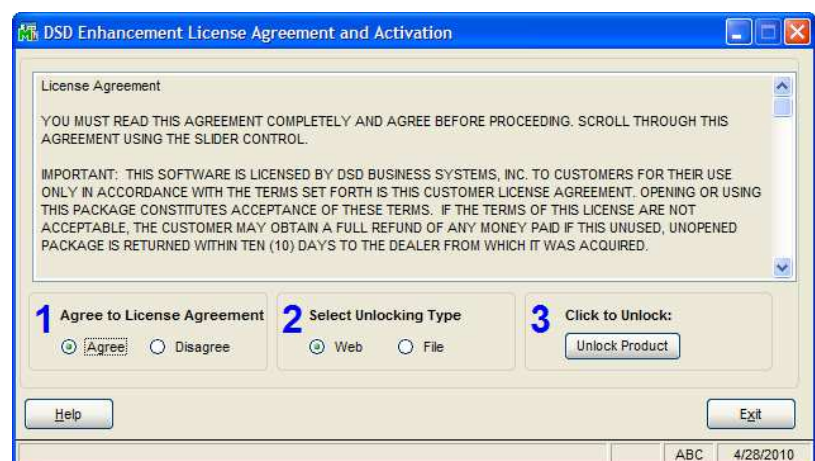 DSD Enhancement License Agreement and Activation
License Agreement
YOU MUST READ THIS AGREEMENT COMPLETELY AND AGREE BEFORE PROCEEDING. SCROLL THROUGH THIS
AGREEMENT USING THE SLIDER CONTROL.
IMPORTANT: THIS SOFTWARE IS LICENSED BY DSD BUSINESS SYSTEMS, INC. TO CUSTOMERS FOR THEIR USE
ONLY IN ACCORDANCE WITH THE TERMS SET FORTH IS THIS CUSTOMER LICENSE AGREEMENT. OPENING OR USING
THIS PACKAGE CONSTITUTES ACCEPTANCE OF THESE TERMS. IF THE TERMS OF THIS LICENSE ARE NOT
ACCEPTABLE, THE CUSTOMER MAY OBTAIN A FULL REFUND OF ANY MONEY PAID IF THIS UNUSED, UNOPENED
PACKAGE IS RETURNED WITHIN TEN (10) DAYS TO THE DEALER FROM WHICH IT WAS ACQUIRED.
1 Agree to License Agreement
Agree Disagree
2 Select Unlocking Type
Web File
3 Click to Unlock:
Unlock Product
Help
Exit
ABC 4/28/2010